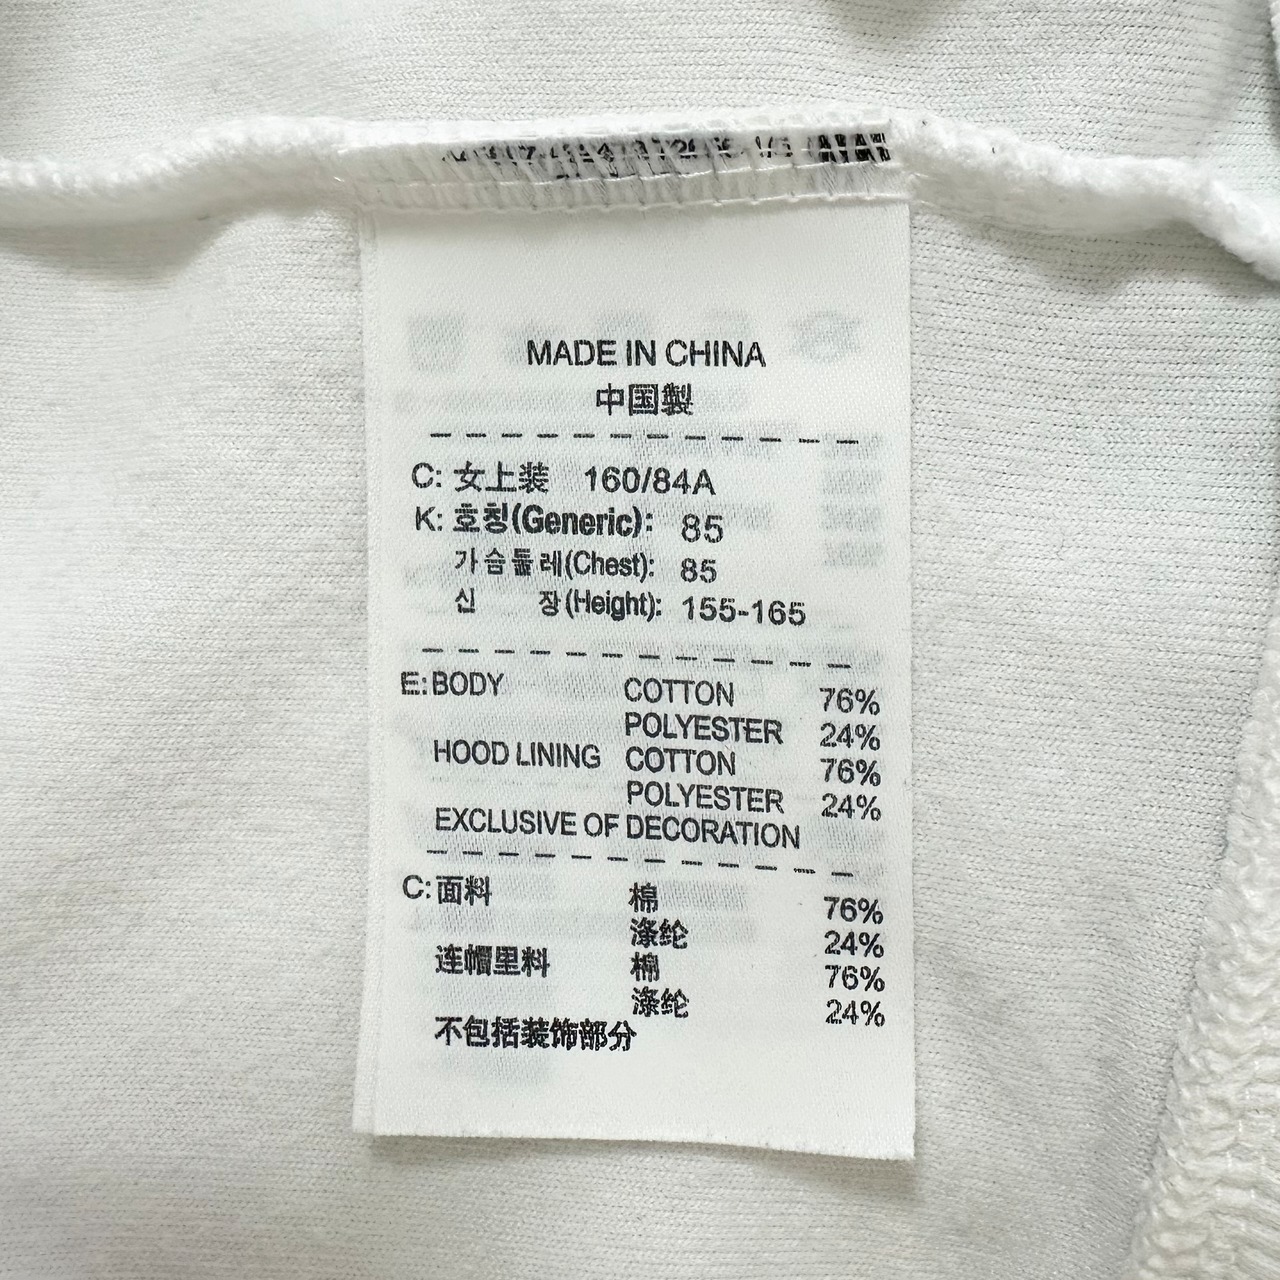 MADE IN CHINA
中国製
C: 女上装 160/84A
K: 호칭(Generic): 85
가슴둘레(Chest): 85
신 장(Height): 155-165
E: BODY COTTON 76%
POLYESTER 24%
HOOD LINING COTTON 76%
POLYESTER 24%
EXCLUSIVE OF DECORATION
C: 面料 棉 76%
涤纶 24%
连帽里料 棉 76%
涤纶 24%
不包括装饰部分